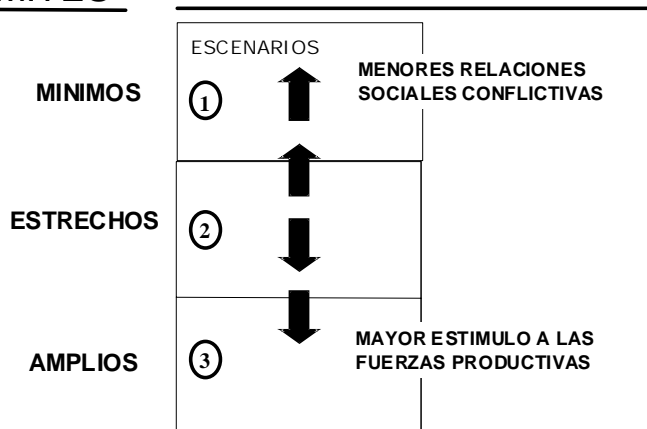 ESCENARIOS
MINIMOS
1
MENORES RELACIONES
SOCIALES CONFLICTIVAS
ESTRECHOS
2
AMPLIOS
3
MAYOR ESTIMULO A LAS
FUERZAS PRODUCTIVAS